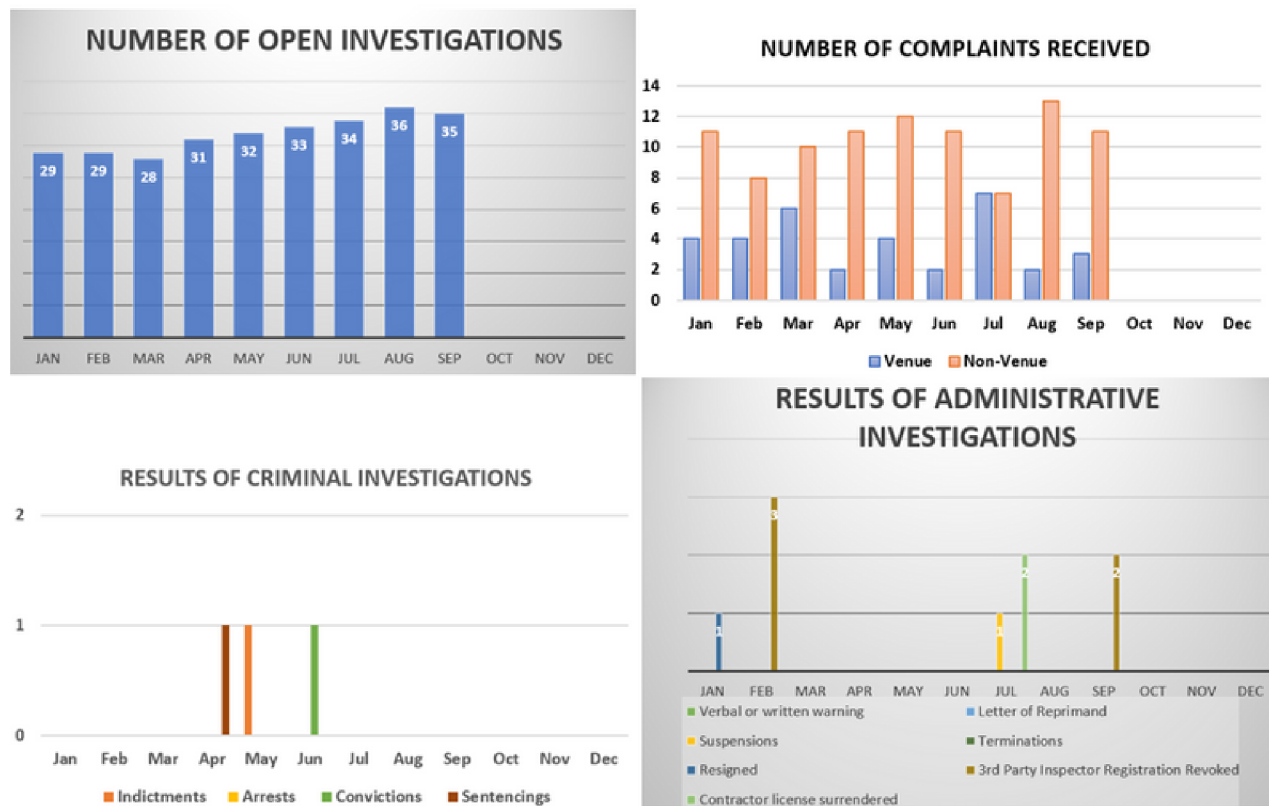 NUMBER OF OPEN INVESTIGATIONS
29 29 28 31 32 33 34 36 35
JAN FEB MAR APR MAY JUN JUL AUG SEP OCT NOV DEC
NUMBER OF COMPLAINTS RECEIVED
14
12
10
8
6
4
2
0
Jan Feb Mar Apr May Jun Jul Aug Sep Oct Nov Dec
Venue Non-Venue
RESULTS OF CRIMINAL INVESTIGATIONS
2
1
0
Jan Feb Mar Apr May Jun Jul Aug Sep Oct Nov Dec
Indictments Arrests Convictions Sentencings
RESULTS OF ADMINISTRATIVE
INVESTIGATIONS
3
2 2
1 1
JAN FEB MAR APR MAY JUN JUL AUG SEP OCT NOV DEC
Verbal or written warning Letter of Reprimand
Suspensions Terminations
Resigned 3rd Party Inspector Registration Revoked
Contractor license surrendered